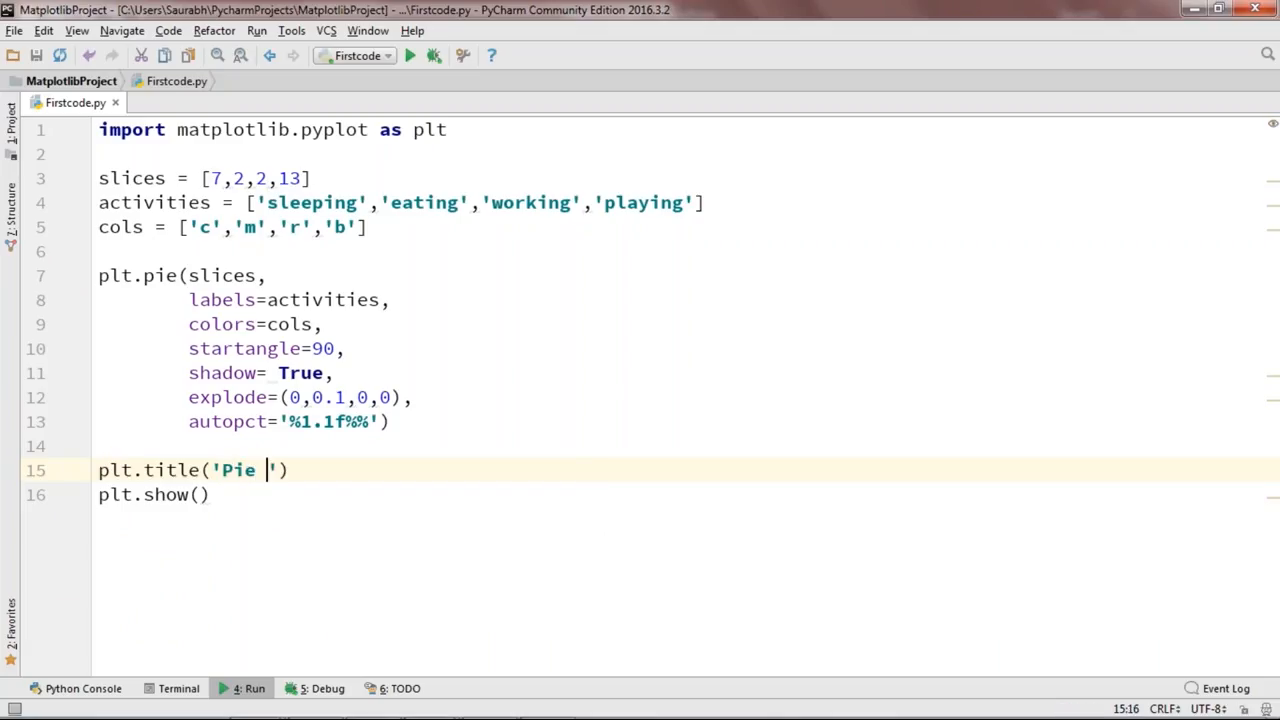 MatplotlibProject - [C:\Users\Saurabh\PycharmProjects\MatplotlibProject] - ...\Firstcode.py - PyCharm Community Edition 2016.3.2
File Edit View Navigate Code Refactor Run Tools VCS Window Help
Firstcode
MatplotlibProject Firstcode.py
Firstcode.py
1: Project
7: Structure
2: Favorites
1 import matplotlib.pyplot as plt
2
3 slices = [7,2,2,13]
4 activities = ['sleeping','eating','working','playing']
5 cols = ['c','m','r','b']
6
7 plt.pie(slices,
8 labels=activities,
9 colors=cols,
10 startangle=90,
11 shadow= True,
12 explode=(0,0.1,0,0),
13 autopct='%1.1f%%')
14
15 plt.title('Pie ')
16 plt.show()
Python Console Terminal 4: Run 5: Debug 6: TODO Event Log
15:16 CRLF UTF-8